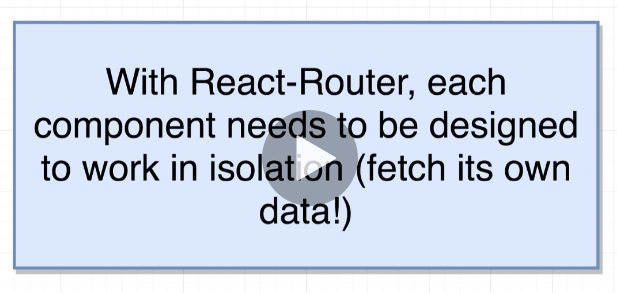 With React-Router, each
component needs to be designed
to work in isolation (fetch its own
data!)